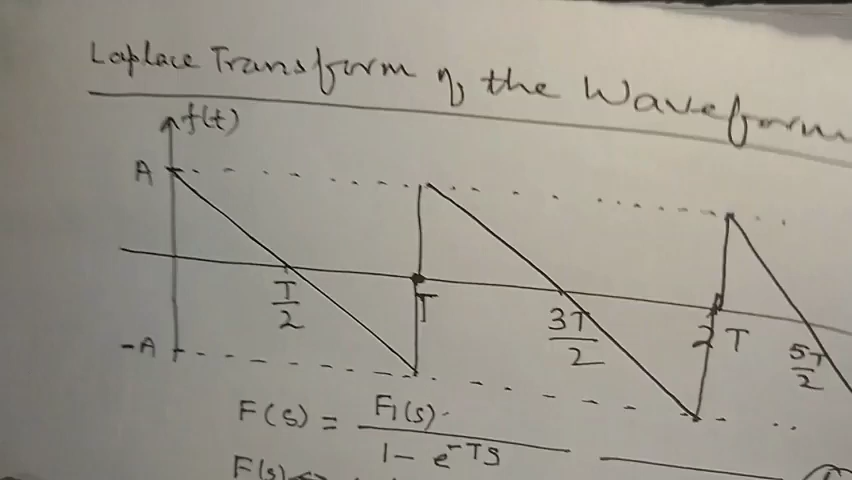 Laplace Transform of the Waveform
f(t)
A
T/2
T
3T/2
2T
5T/2
-A
F(s) = F1(s) / 1 - e^-TS
F(s)